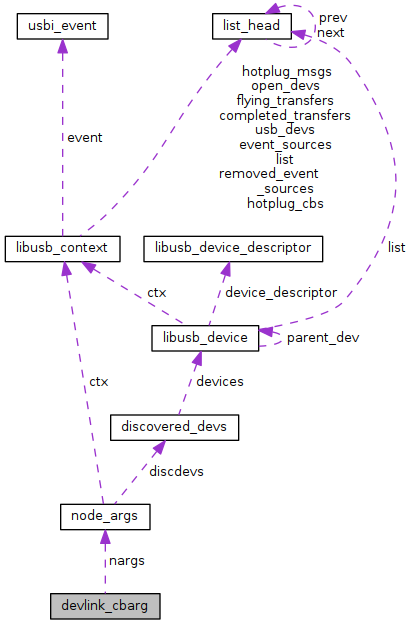 usbi_event
list_head
prev
next
hotplug_msgs
open_devs
flying_transfers
completed_transfers
usb_devs
event_sources
list
removed_event
_sources
hotplug_cbs
event
libusb_context
libusb_device_descriptor
list
ctx
device_descriptor
libusb_device
parent_dev
ctx
devices
discovered_devs
discdevs
node_args
nargs
devlink_cbarg